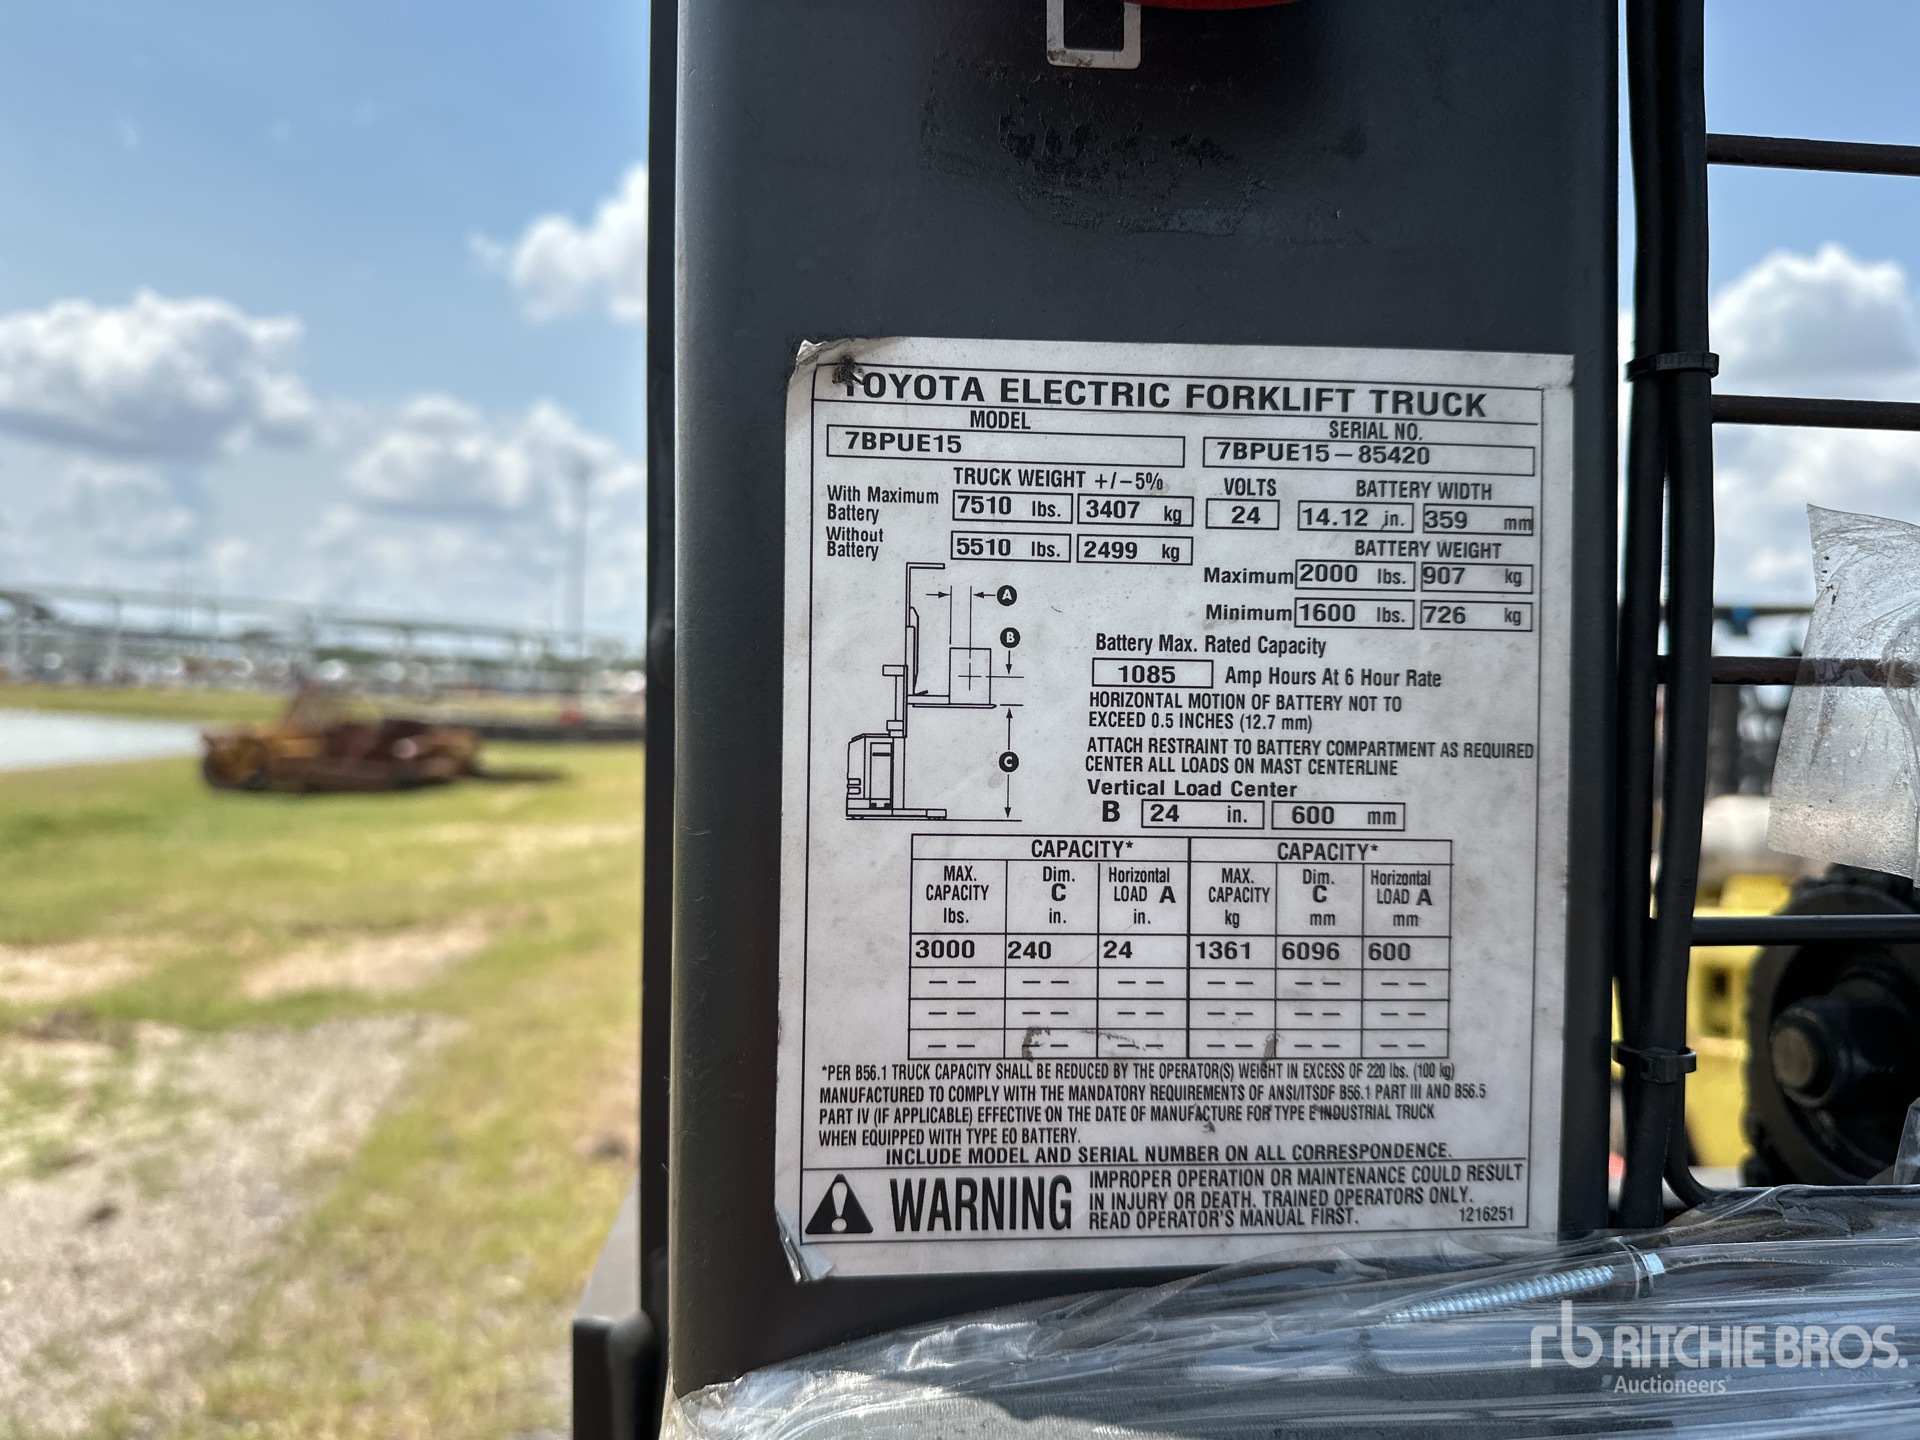 TOYOTA ELECTRIC FORKLIFT TRUCK
MODEL
7BPUE15
SERIAL NO.
7BPUE15-85420
TRUCK WEIGHT +/-5%
With Maximum Battery
7510 lbs.
3407 kg
Without Battery
5510 lbs.
2499 kg
VOLTS
24
BATTERY WIDTH
14.12 in.
359 mm
BATTERY WEIGHT
Maximum 2000 lbs. 907 kg
Minimum 1600 lbs. 726 kg
A
B
C
Battery Max. Rated Capacity
1085 Amp Hours At 6 Hour Rate
HORIZONTAL MOTION OF BATTERY NOT TO
EXCEED 0.5 INCHES (12.7 mm)
ATTACH RESTRAINT TO BATTERY COMPARTMENT AS REQUIRED
CENTER ALL LOADS ON MAST CENTERLINE
Vertical Load Center
B 24 in. 600 mm
CAPACITY* CAPACITY*
MAX. CAPACITY lbs. Dim. C in. Horizontal LOAD A in. MAX. CAPACITY kg Dim. C mm Horizontal LOAD A mm
3000 240 24 1361 6096 600
-- -- -- -- -- --
-- -- -- -- -- --
-- -- -- -- -- --
*PER B56.1 TRUCK CAPACITY SHALL BE REDUCED BY THE OPERATOR(S) WEIGHT IN EXCESS OF 220 lbs. (100 kg)
MANUFACTURED TO COMPLY WITH THE MANDATORY REQUIREMENTS OF ANSI/ITSDF B56.1 PART III AND B56.5
PART IV (IF APPLICABLE) EFFECTIVE ON THE DATE OF MANUFACTURE FOR TYPE E INDUSTRIAL TRUCK
WHEN EQUIPPED WITH TYPE EO BATTERY.
INCLUDE MODEL AND SERIAL NUMBER ON ALL CORRESPONDENCE.
WARNING
IMPROPER OPERATION OR MAINTENANCE COULD RESULT
IN INJURY OR DEATH. TRAINED OPERATORS ONLY.
READ OPERATOR'S MANUAL FIRST.
1216251
rb RITCHIE BROS.
Auctioneers